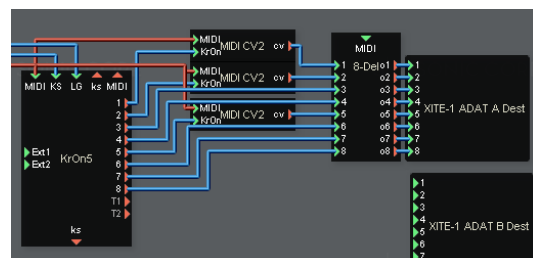 MIDI KS LG ks MIDI
1
2
3
4
Ext1 5
Ext2 KrOn5 6
7
8
T1
T2
ks
MIDI
KrOn MIDI CV2 cv
MIDI
KrOn MIDI CV2 cv
MIDI
KrOn MIDI CV2 cv
MIDI
8-Del
1 o1
2 o2
3 o3
4 o4
5 o5
6 o6
7 o7
8 o8
1
2
3
4
5 XITE-1 ADAT A Dest
6
7
8
1
2
3
4
5 XITE-1 ADAT B Dest
6
7